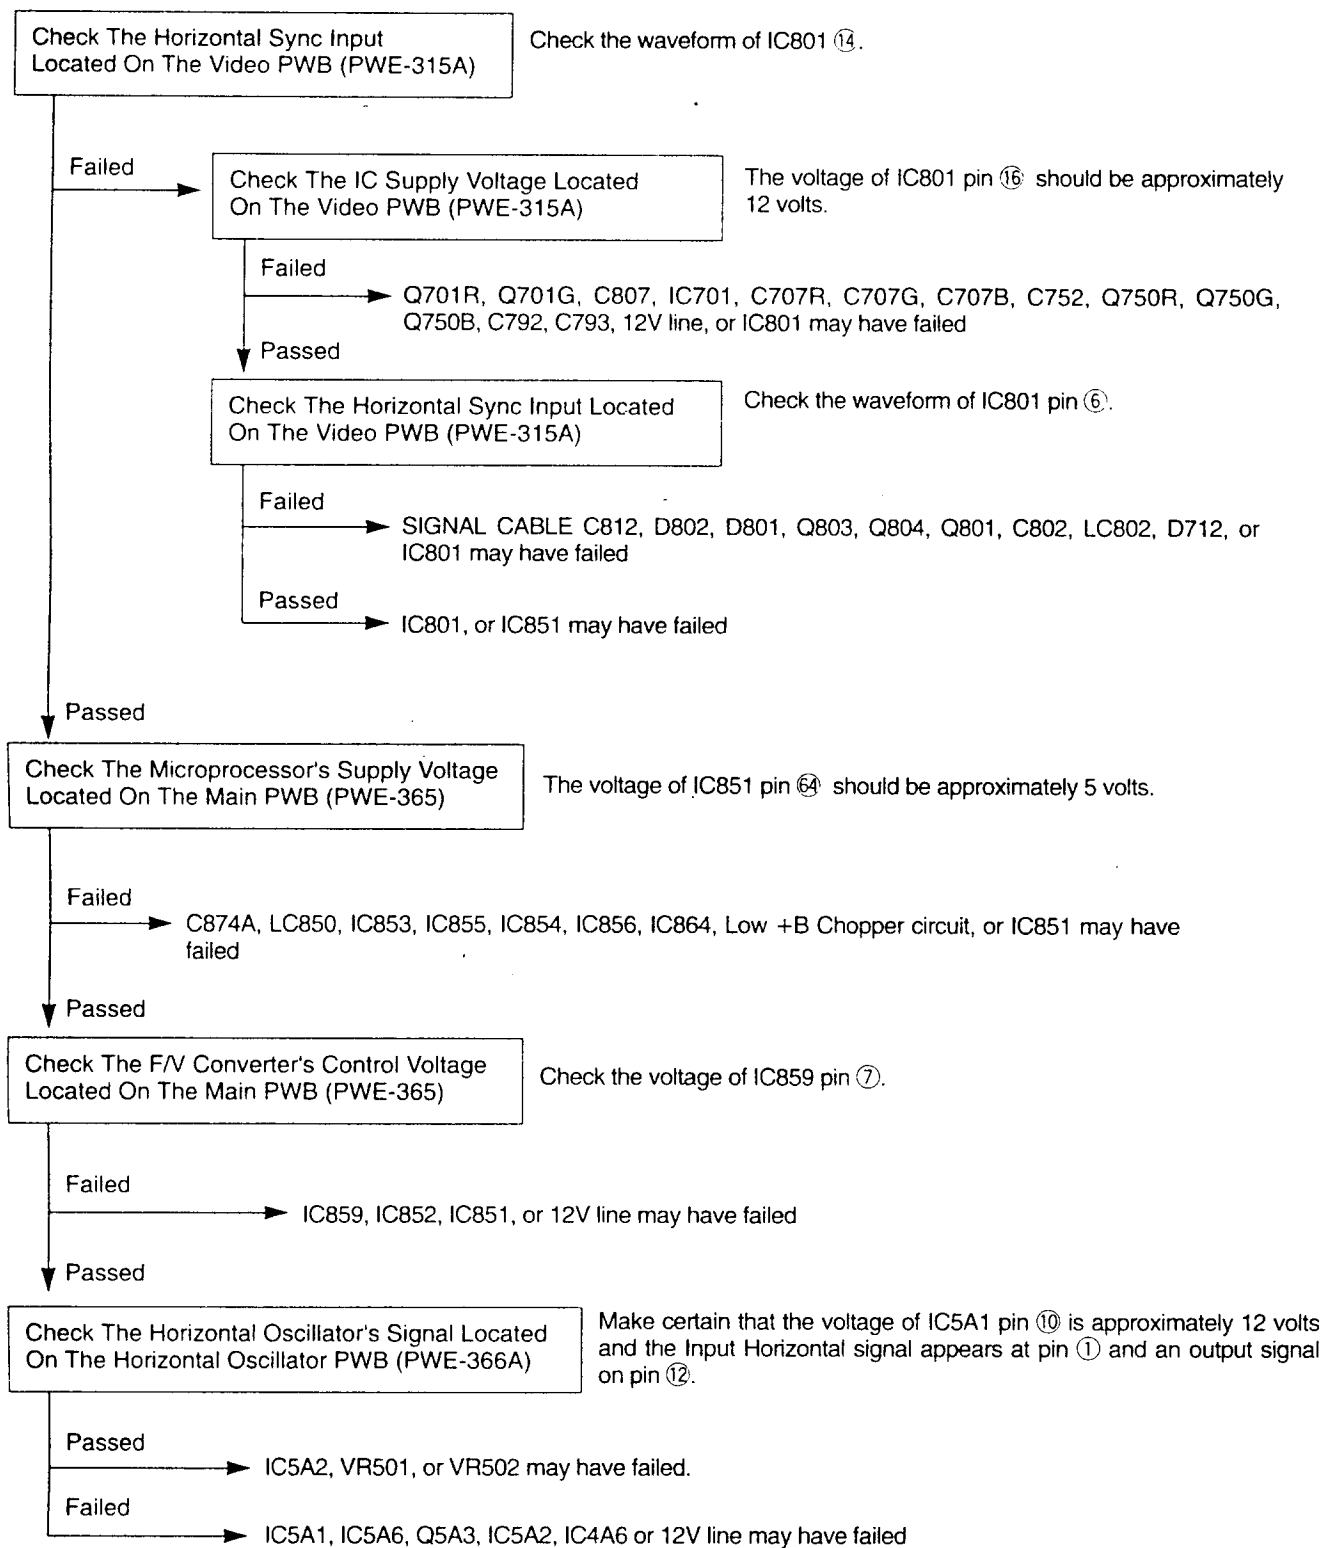 Check The Horizontal Sync Input
Located On The Video PWB (PWE-315A)
Check the waveform of IC801 ⑭.
Failed
Check The IC Supply Voltage Located
On The Video PWB (PWE-315A)
The voltage of IC801 pin ⑯ should be approximately
12 volts.
Failed
Q701R, Q701G, C807, IC701, C707R, C707G, C707B, C752, Q750R, Q750G,
Q750B, C792, C793, 12V line, or IC801 may have failed
Passed
Check The Horizontal Sync Input Located
On The Video PWB (PWE-315A)
Check the waveform of IC801 pin ⑥.
Failed
SIGNAL CABLE C812, D802, D801, Q803, Q804, Q801, C802, LC802, D712, or
IC801 may have failed
Passed
IC801, or IC851 may have failed
Passed
Check The Microprocessor's Supply Voltage
Located On The Main PWB (PWE-365)
The voltage of IC851 pin 64 should be approximately 5 volts.
Failed
C874A, LC850, IC853, IC855, IC854, IC856, IC864, Low +B Chopper circuit, or IC851 may have
failed
Passed
Check The F/V Converter's Control Voltage
Located On The Main PWB (PWE-365)
Check the voltage of IC859 pin ⑦.
Failed
IC859, IC852, IC851, or 12V line may have failed
Passed
Check The Horizontal Oscillator's Signal Located
On The Horizontal Oscillator PWB (PWE-366A)
Make certain that the voltage of IC5A1 pin ⑩ is approximately 12 volts
and the Input Horizontal signal appears at pin ① and an output signal
on pin ⑫.
Passed
IC5A2, VR501, or VR502 may have failed.
Failed
IC5A1, IC5A6, Q5A3, IC5A2, IC4A6 or 12V line may have failed